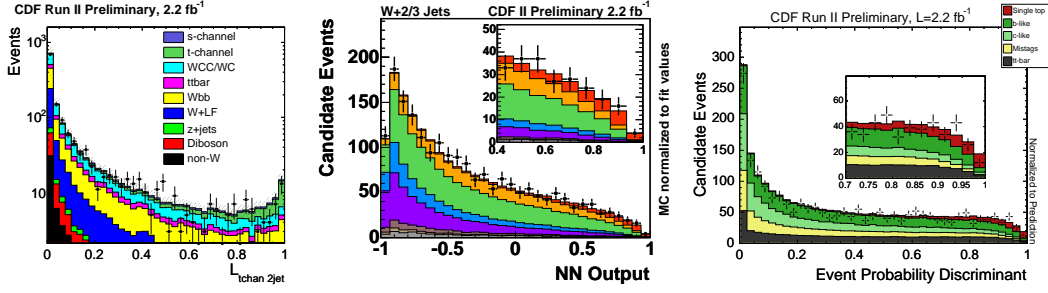 CDF Run II Preliminary, 2.2 fb-1
Events
10³
10²
10
s-channel
t-channel
WCC/WC
ttbar
Wbb
W+LF
z+jets
Diboson
non-W
0 0.2 0.4 0.6 0.8 1
L tchan 2jet
W+2/3 Jets
CDF II Preliminary 2.2 fb-1
Candidate Events
200
150
100
50
0
50
40
30
20
10
0
0.4 0.6 0.8 1
-1 -0.5 0 0.5 1
NN Output
MC normalized to fit values
CDF Run II Preliminary, L=2.2 fb-1
Candidate Events
300
250
200
150
100
50
0
Single top
b-like
c-like
Mistags
tt-bar
60
40
20
0
0.7 0.75 0.8 0.85 0.9 0.95 1
0 0.2 0.4 0.6 0.8 1
Event Probability Discriminant
Normalized to Prediction